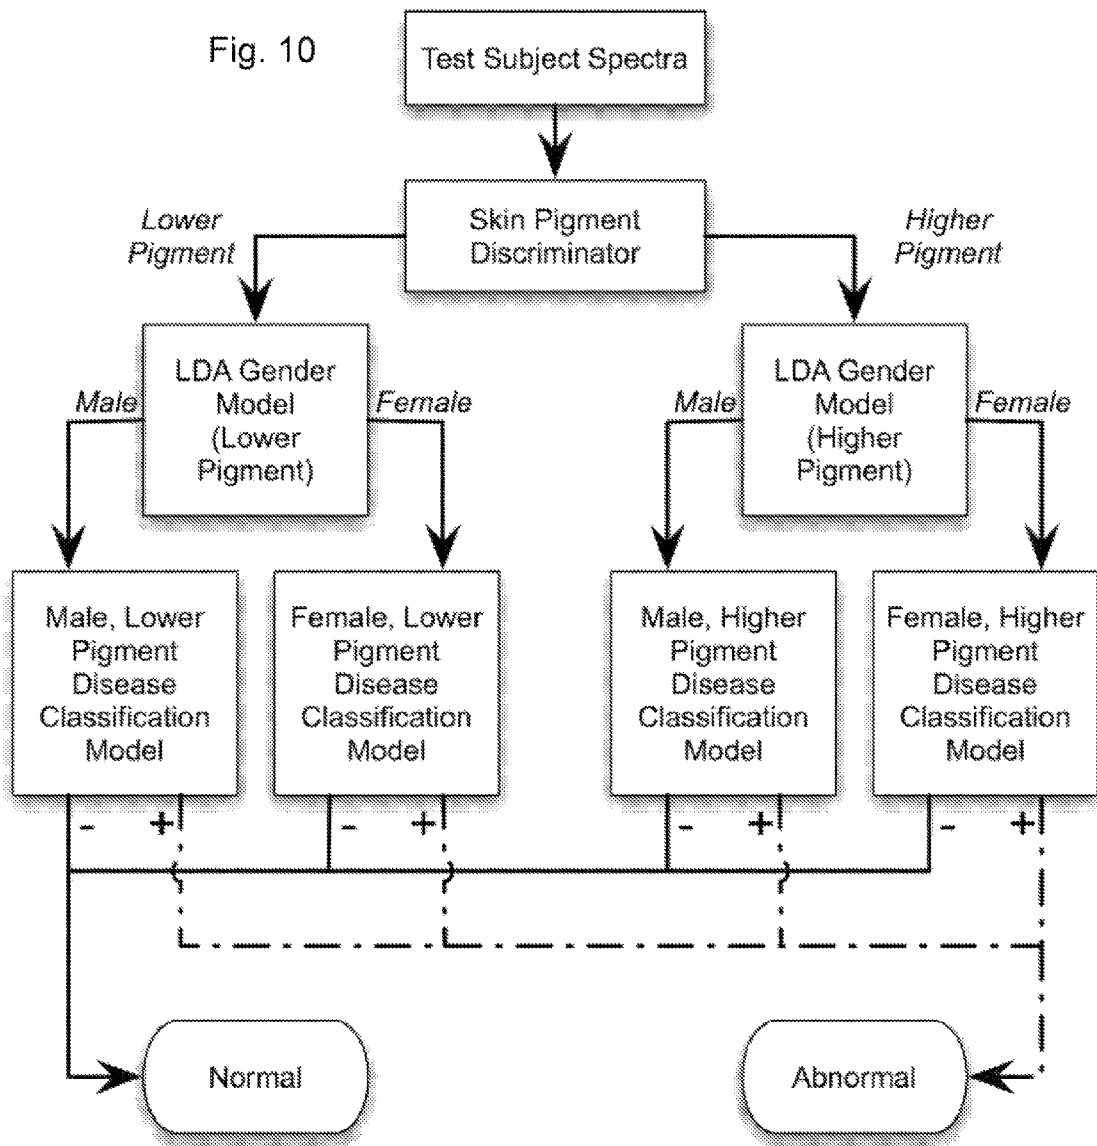 Fig. 10
Test Subject Spectra
Skin Pigment
Discriminator
Lower
Pigment
Higher
Pigment
LDA Gender
Model
(Lower
Pigment)
Male
Female
LDA Gender
Model
(Higher
Pigment)
Male
Female
Male, Lower
Pigment
Disease
Classification
Model
Female, Lower
Pigment
Disease
Classification
Model
Male, Higher
Pigment
Disease
Classification
Model
Female, Higher
Pigment
Disease
Classification
Model
- +
- +
- +
- +
Normal
Abnormal